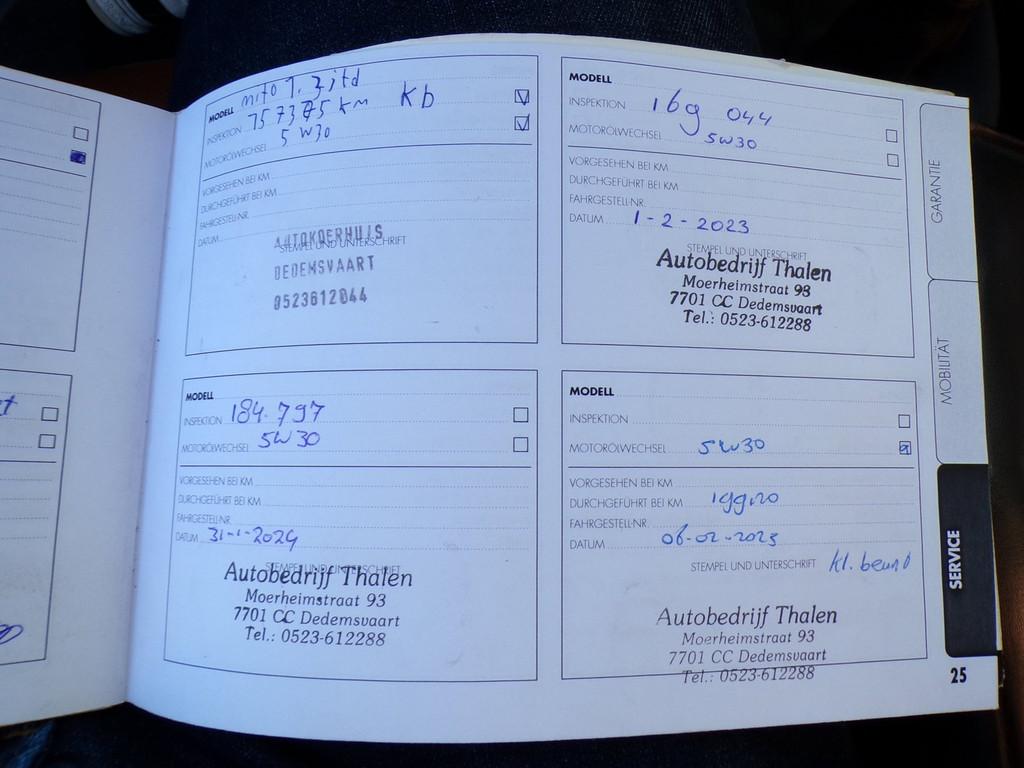 MODELL mito 1.3jtd
INSPEKTION km Kb
MOTORÖLWECHSEL 5W30
VORGESEHEN BEI KM
DURCHGEFÜHRT BEI KM
FAHRGESTELL-NR.
DATUM
STEMPEL UND UNTERSCHRIFT
AUTOKOERHUIS
DEDEMSVAART
0523612044
MODELL
INSPEKTION 169 044
MOTORÖLWECHSEL 5W30
VORGESEHEN BEI KM
DURCHGEFÜHRT BEI KM
FAHRGESTELL-NR.
DATUM 1-2-2023
STEMPEL UND UNTERSCHRIFT
Autobedrijf Thalen
Moerheimstraat 93
7701 CC Dedemsvaart
Tel.: 0523-612288
MODELL
INSPEKTION 184.797
MOTORÖLWECHSEL 5W30
VORGESEHEN BEI KM
DURCHGEFÜHRT BEI KM
FAHRGESTELL-NR.
DATUM 31-1-2024
STEMPEL UND UNTERSCHRIFT
Autobedrijf Thalen
Moerheimstraat 93
7701 CC Dedemsvaart
Tel.: 0523-612288
MODELL
INSPEKTION
MOTORÖLWECHSEL 5W30
VORGESEHEN BEI KM
DURCHGEFÜHRT BEI KM
FAHRGESTELL-NR.
DATUM 06-02-2025
STEMPEL UND UNTERSCHRIFT kl. beurt
Autobedrijf Thalen
Moerheimstraat 93
7701 CC Dedemsvaart
Tel.: 0523-612288
GARANTIE
MOBILITÄT
SERVICE
25